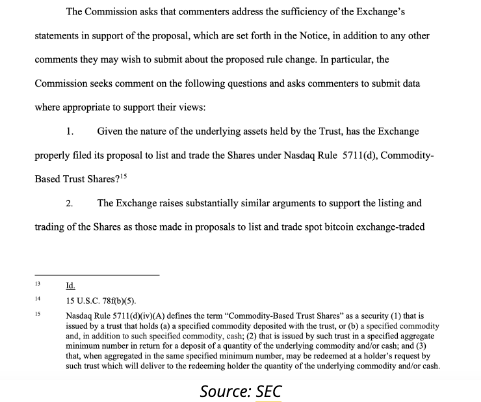 The Commission asks that commenters address the sufficiency of the Exchange's
statements in support of the proposal, which are set forth in the Notice, in addition to any other
comments they may wish to submit about the proposed rule change. In particular, the
Commission seeks comment on the following questions and asks commenters to submit data
where appropriate to support their views:
1. Given the nature of the underlying assets held by the Trust, has the Exchange
properly filed its proposal to list and trade the Shares under Nasdaq Rule 5711(d), Commodity-
Based Trust Shares?15
2. The Exchange raises substantially similar arguments to support the listing and
trading of the Shares as those made in proposals to list and trade spot bitcoin exchange-traded
13 Id.
14 15 U.S.C. 78f(b)(5).
15 Nasdaq Rule 5711(d)(iv)(A) defines the term "Commodity-Based Trust Shares" as a security (1) that is
issued by a trust that holds (a) a specified commodity deposited with the trust, or (b) a specified commodity
and, in addition to such specified commodity, cash; (2) that is issued by such trust in a specified aggregate
minimum number in return for a deposit of a quantity of the underlying commodity and/or cash; and (3)
that, when aggregated in the same specified minimum number, may be redeemed at a holder's request by
such trust which will deliver to the redeeming holder the quantity of the underlying commodity and/or cash.
Source: SEC